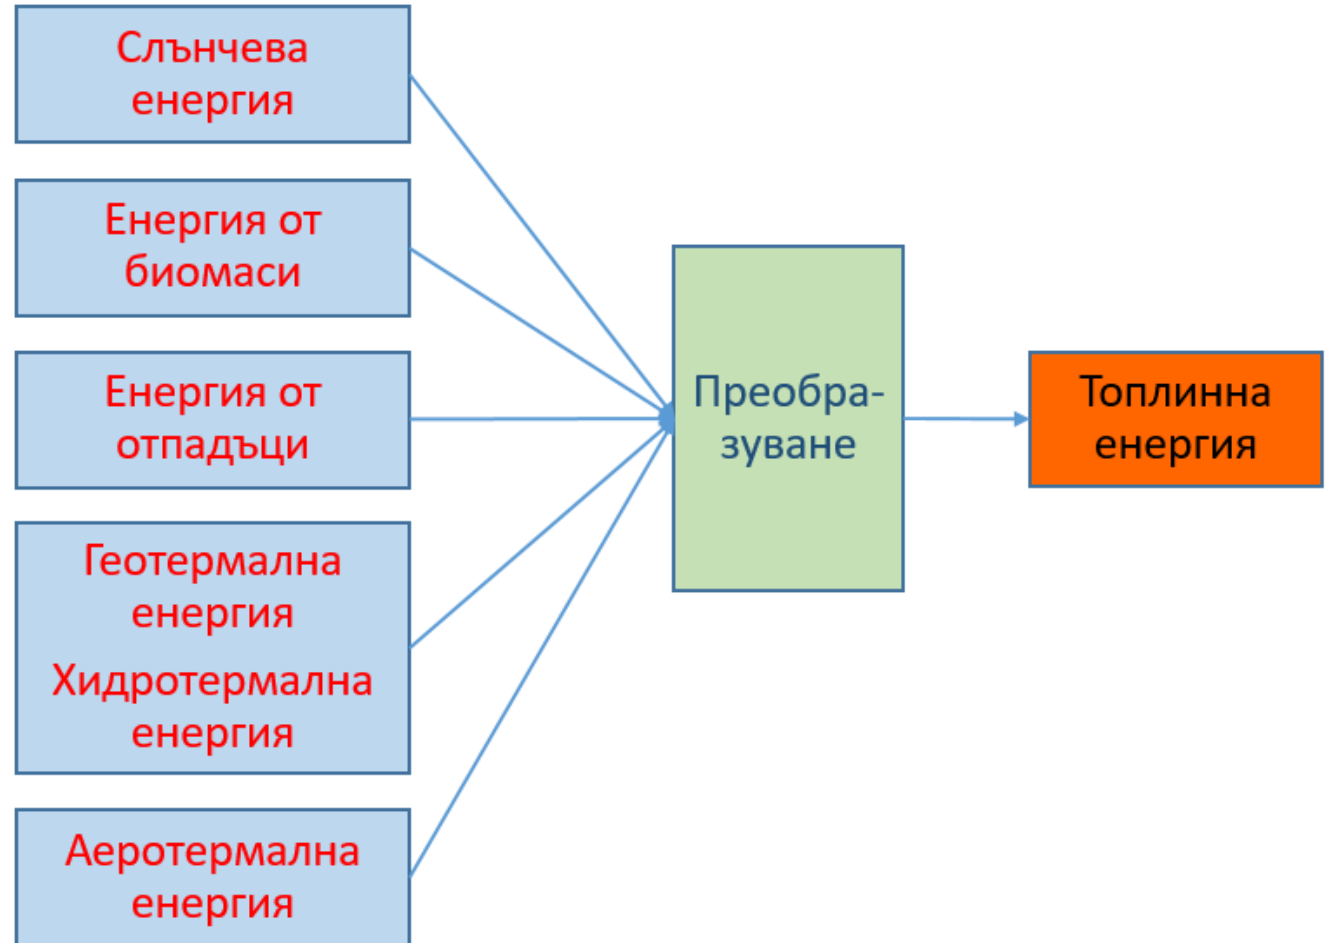 Слънчева
енергия
Енергия от
биомаси
Енергия от
отпадъци
Геотермална
енергия
Хидротермална
енергия
Аеротермална
енергия
Преобра-
зуване
Топлинна
енергия